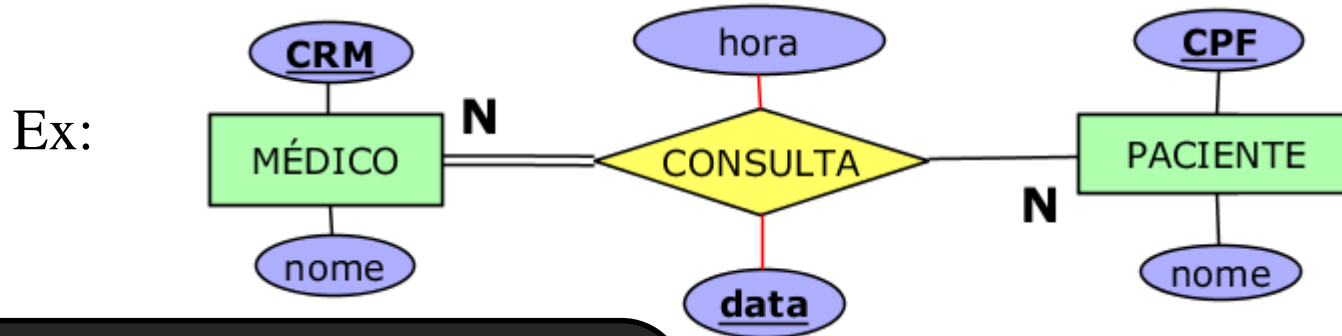 Ex:
CRM
MÉDICO
nome
N
hora
CONSULTA
data
N
CPF
PACIENTE
nome